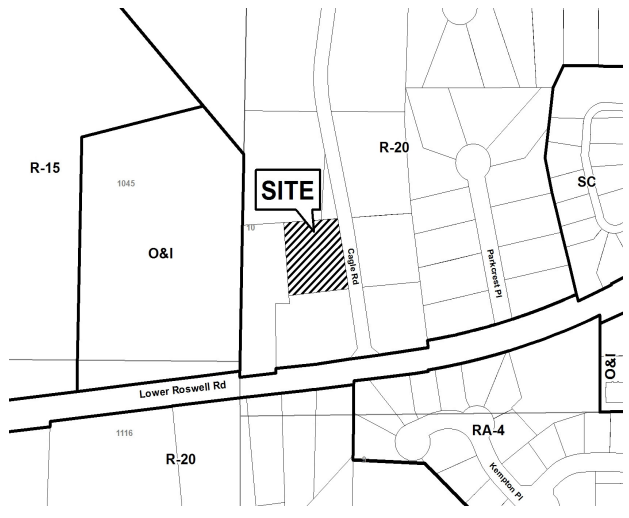 R-20
R-15
1045
SITE
SC
O&I
10
Cagle Rd
Parkcrest Pl
O&I
Lower Roswell Rd
RA-4
1116
R-20
Kempton Pl